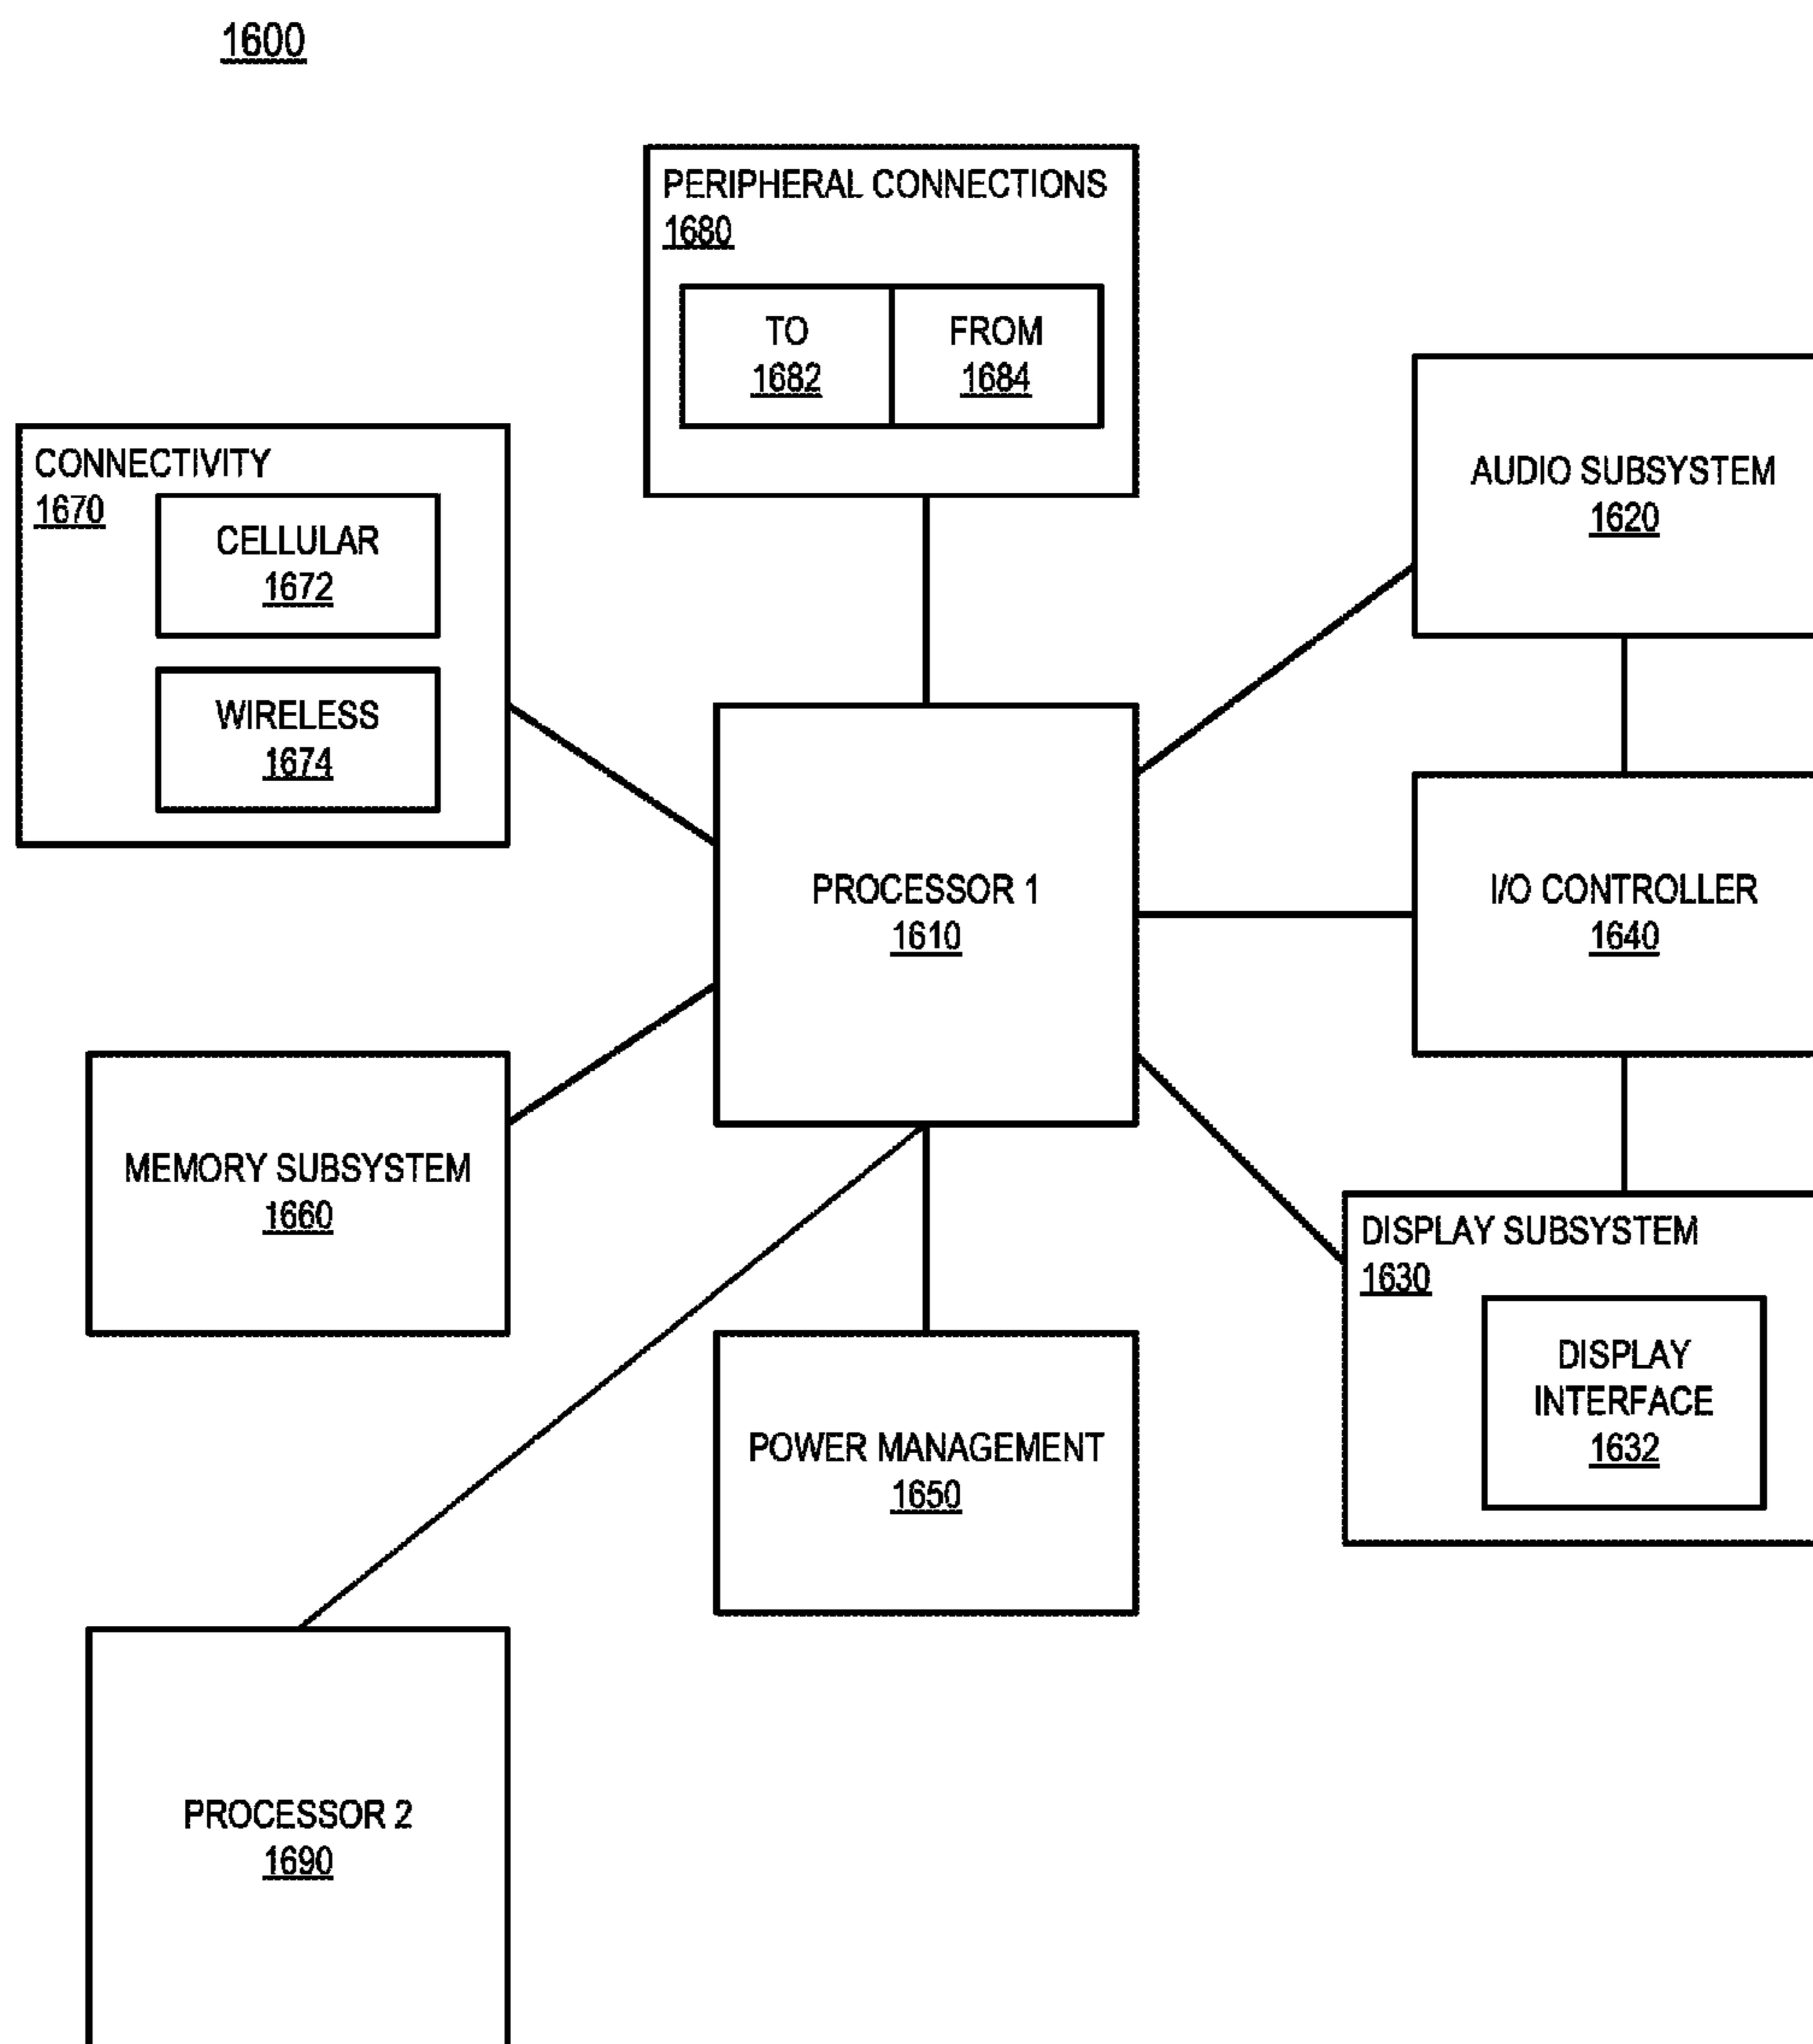 1600
PERIPHERAL CONNECTIONS
1680
TO
1682
FROM
1684
CONNECTIVITY
1670
CELLULAR
1672
WIRELESS
1674
AUDIO SUBSYSTEM
1620
PROCESSOR 1
1610
I/O CONTROLLER
1640
MEMORY SUBSYSTEM
1660
DISPLAY SUBSYSTEM
1630
DISPLAY
INTERFACE
1632
POWER MANAGEMENT
1650
PROCESSOR 2
1690